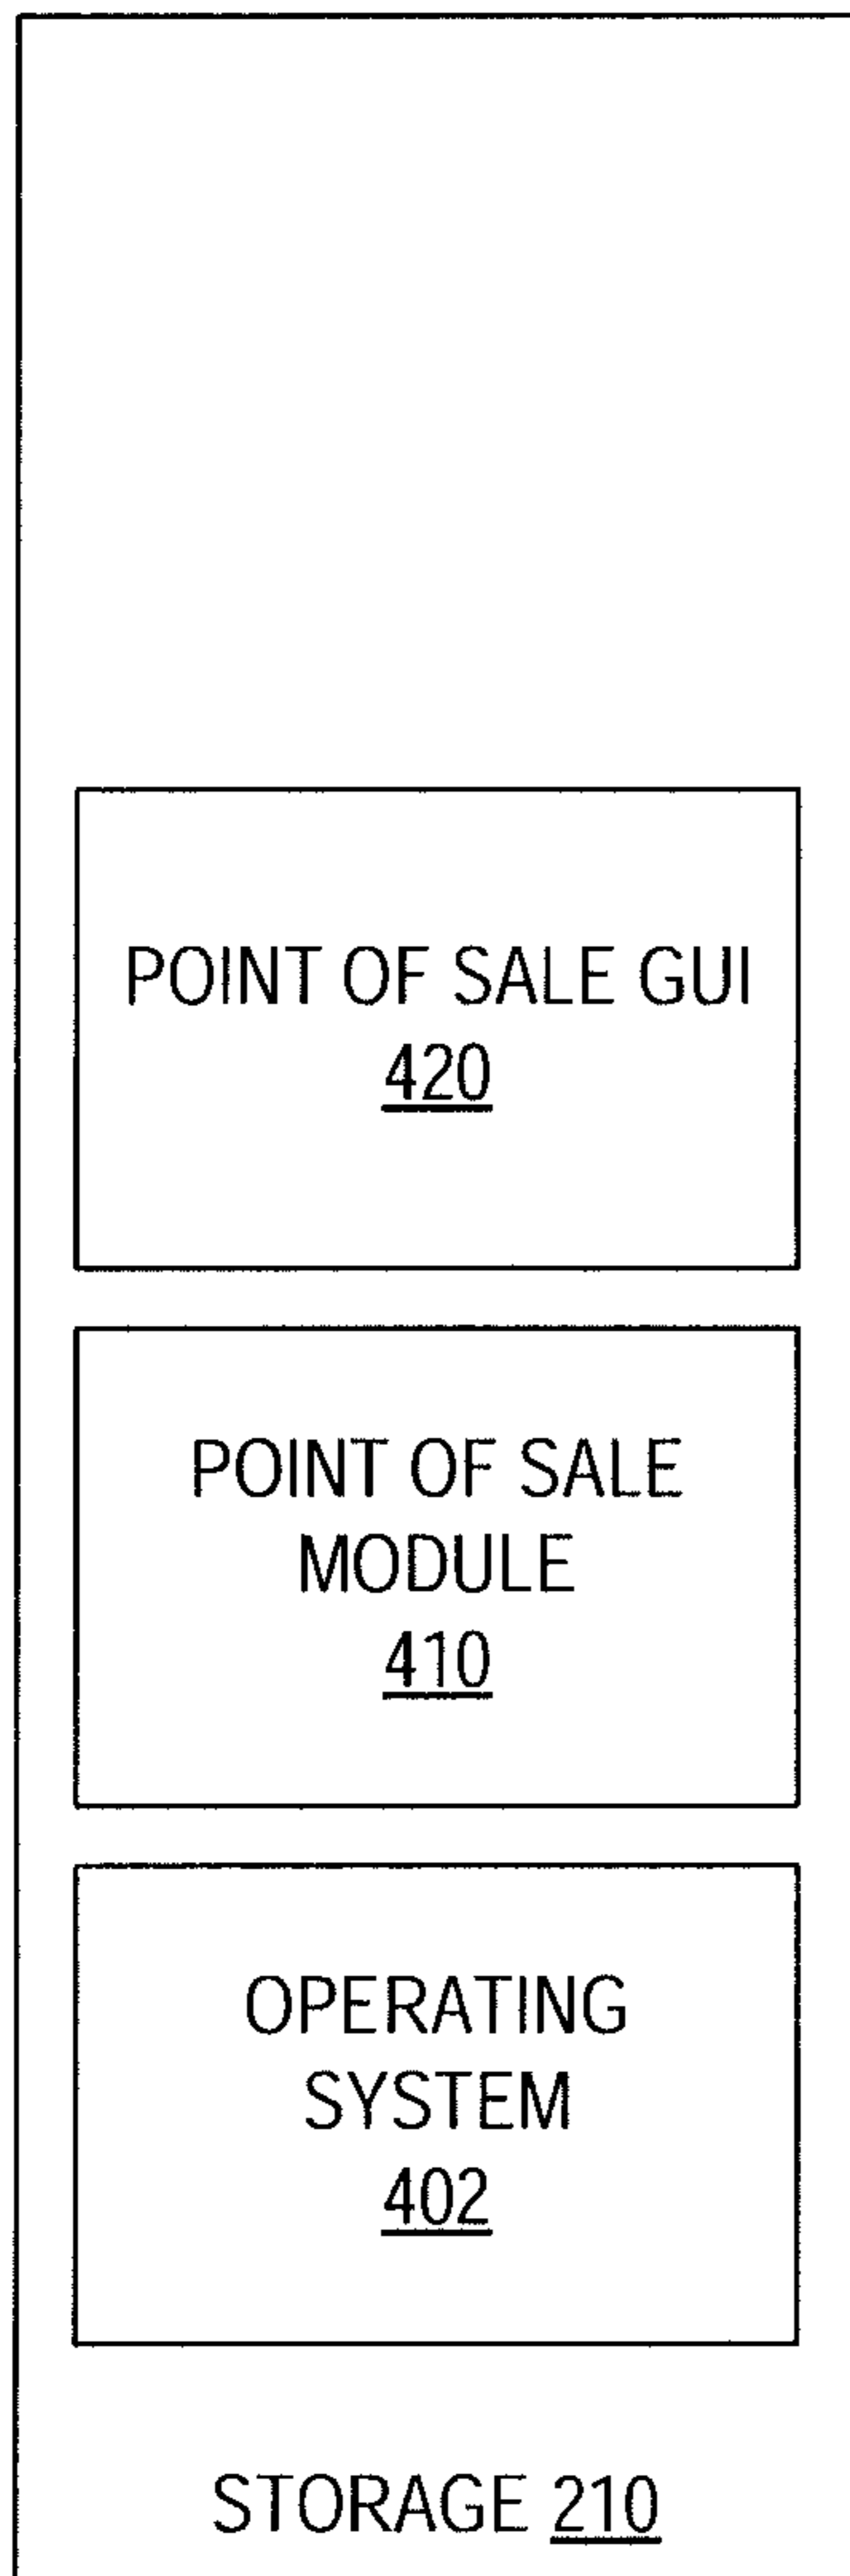 POINT OF SALE GUI
420
POINT OF SALE
MODULE
410
OPERATING
SYSTEM
402
STORAGE 210